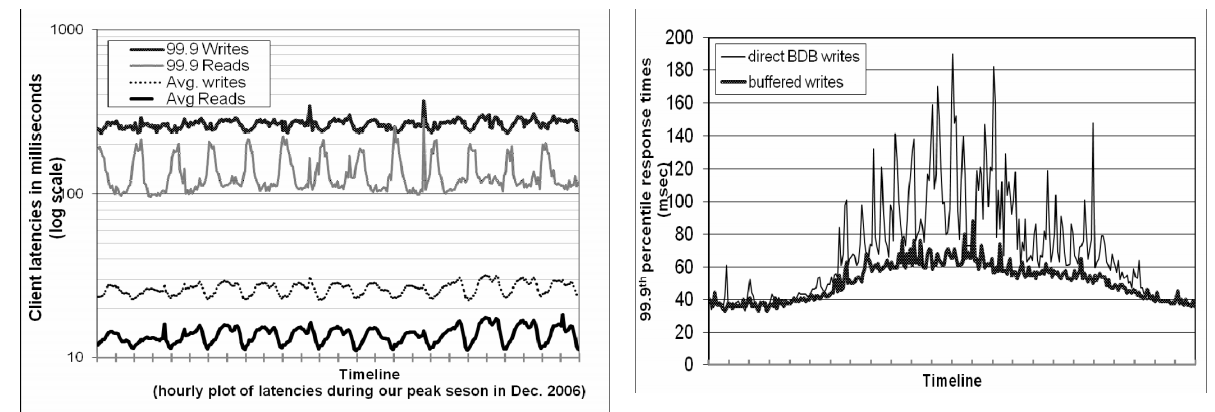 1000
99.9 Writes
99.9 Reads
Avg. writes
Avg Reads
100
10
Client latencies in milliseconds
(log scale)
Timeline
(hourly plot of latencies during our peak seson in Dec. 2006)
200
180
160
140
120
100
80
60
40
20
0
direct BDB writes
buffered writes
99.9th percentile response times
(msec)
Timeline